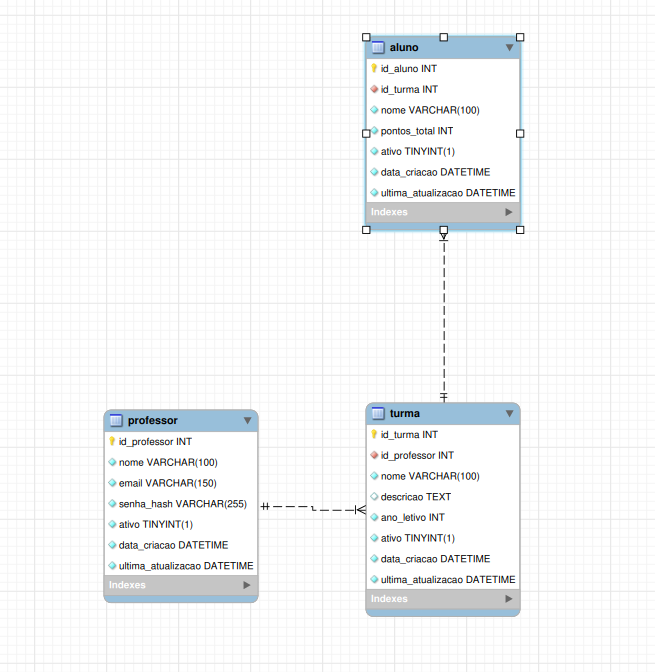 aluno
id_aluno INT
id_turma INT
nome VARCHAR(100)
pontos_total INT
ativo TINYINT(1)
data_criacao DATETIME
ultima_atualizacao DATETIME
Indexes
professor
id_professor INT
nome VARCHAR(100)
email VARCHAR(150)
senha_hash VARCHAR(255)
ativo TINYINT(1)
data_criacao DATETIME
ultima_atualizacao DATETIME
Indexes
turma
id_turma INT
id_professor INT
nome VARCHAR(100)
descricao TEXT
ano_letivo INT
ativo TINYINT(1)
data_criacao DATETIME
ultima_atualizacao DATETIME
Indexes